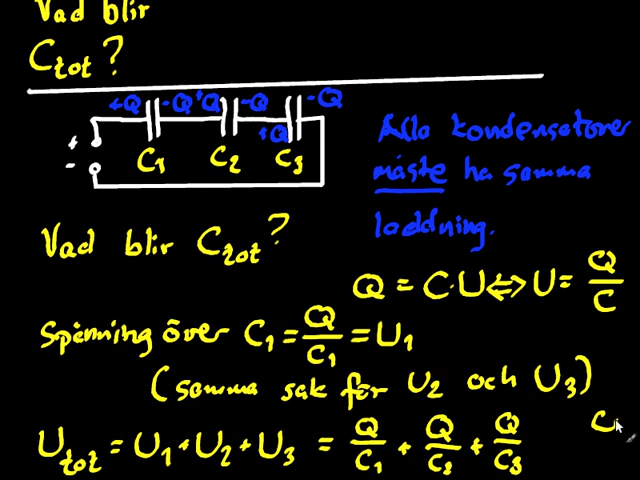 Vad blir
Ctot?
+Q -Q +Q -Q +Q -Q
+
-
C1 C2 C3
Alla kondensatorer
måste ha samma
laddning.
Vad blir Ctot?
Q = C·U ⇔ U = Q/C
Spänning över C1 = Q/C1 = U1
(samma sak för U2 och U3)
Utot = U1 + U2 + U3 = Q/C1 + Q/C2 + Q/C3
C